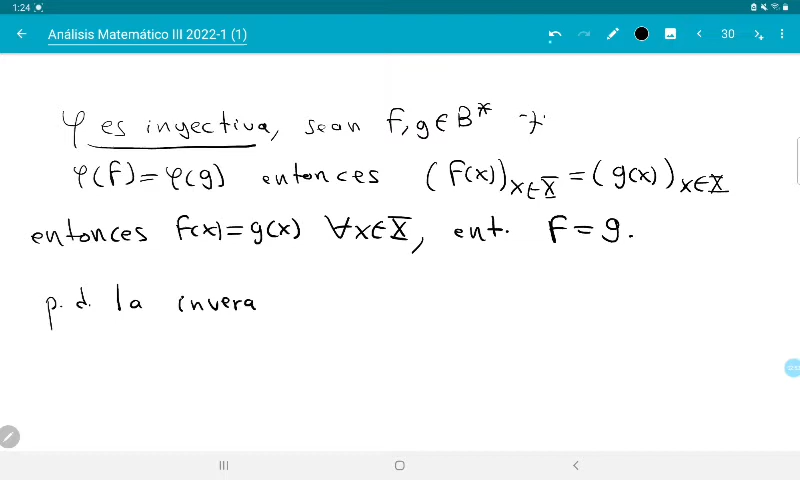 1:24
Análisis Matemático III 2022-1 (1)
30
φ es inyectiva, sean f, g ∈ B* t.
φ(f) = φ(g) entonces (f(x))x∈X = (g(x))x∈X
entonces f(x) = g(x) ∀x∈X, ent. f = g.
p.d. la invera